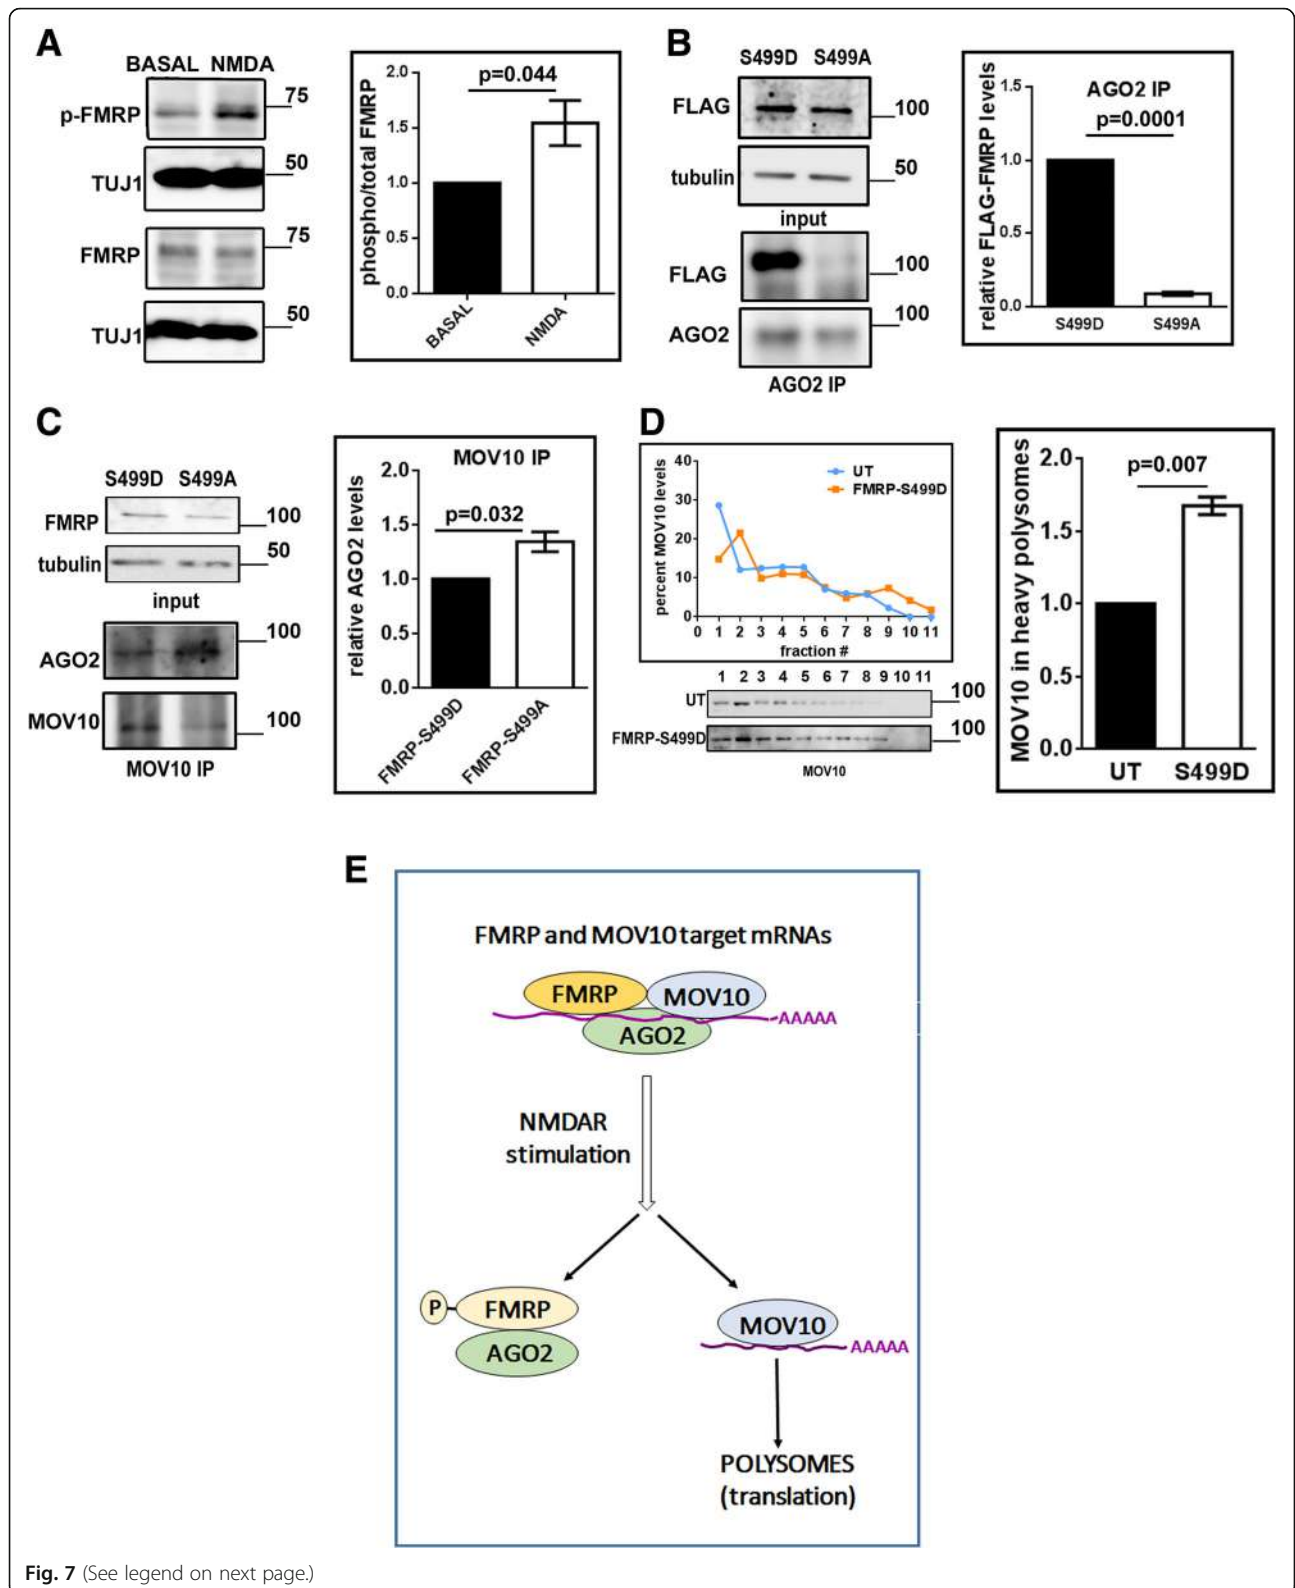 A
BASAL NMDA
p-FMRP
75
TUJ1
50
FMRP
75
TUJ1
50
phospho/total FMRP
2.0
1.5
1.0
0.5
0.0
p=0.044
BASAL
NMDA
B
S499D S499A
FLAG
100
tubulin
50
input
FLAG
100
100
AGO2
AGO2 IP
relative FLAG-FMRP levels
1.5
1.0
0.5
0.0
AGO2 IP
p=0.0001
S499D
S499A
C
S499D S499A
FMRP
100
tubulin
50
input
AGO2
100
MOV10
100
MOV10 IP
relative AGO2 levels
2.0
1.5
1.0
0.5
0.0
MOV10 IP
p=0.032
FMRP-S499D
FMRP-S499A
D
percent MOV10 levels
40
30
20
10
0
UT
FMRP-S499D
0 1 2 3 4 5 6 7 8 9 10 11
fraction #
1 2 3 4 5 6 7 8 9 10 11
UT
100
FMRP-S499D
100
MOV10
MOV10 in heavy polysomes
2.0
1.5
1.0
0.5
0.0
p=0.007
UT S499D
E
FMRP and MOV10 target mRNAs
FMRP
MOV10
AAAAA
AGO2
NMDAR
stimulation
P
FMRP
AGO2
MOV10
AAAAA
POLYSOMES
(translation)
Fig. 7 (See legend on next page.)